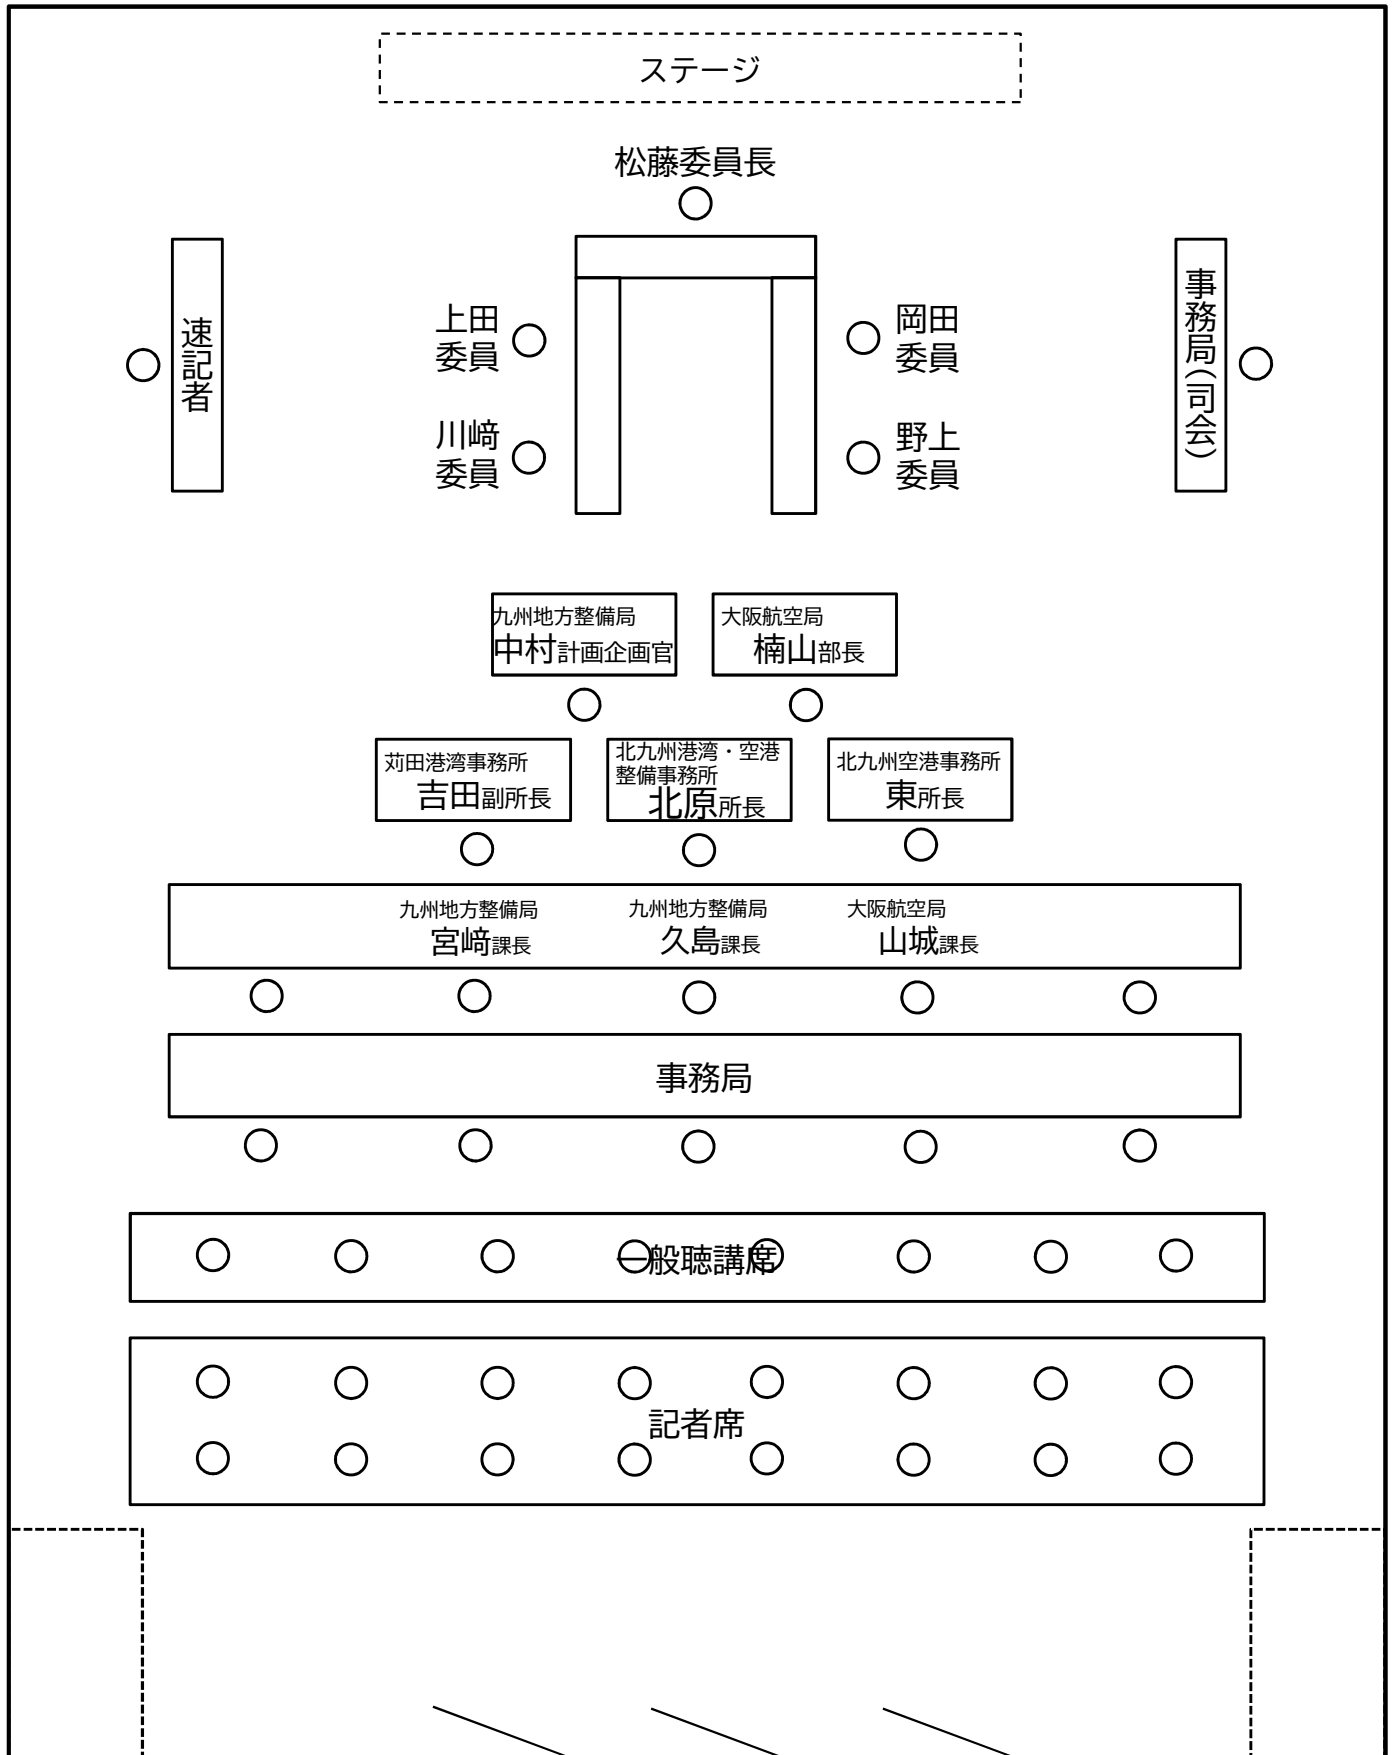 ステージ
松藤委員長
速記者
上田
委員
岡田
委員
事務局(司会)
川﨑
委員
野上
委員
九州地方整備局
中村計画企画官
大阪航空局
楠山部長
苅田港湾事務所
吉田副所長
北九州港湾・空港
整備事務所
北原所長
北九州空港事務所
東所長
九州地方整備局
宮﨑課長
九州地方整備局
久島課長
大阪航空局
山城課長
事務局
一般聴講席
記者席